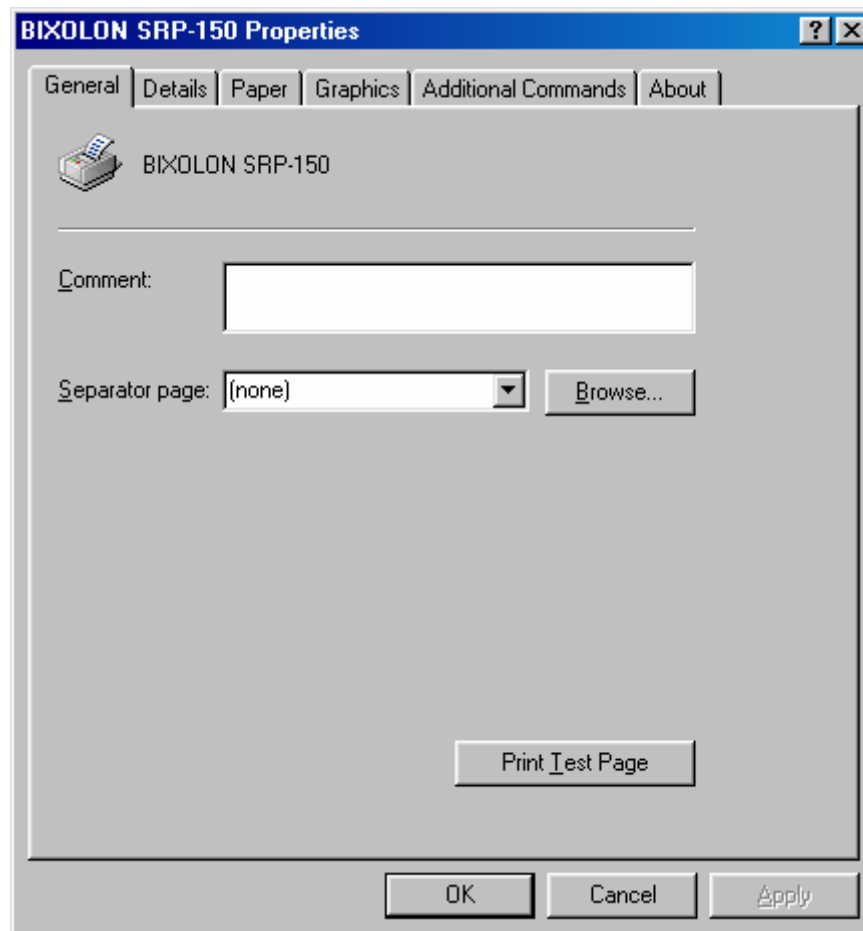 BIXOLON SRP-150 Properties
General Details Paper Graphics Additional Commands About
BIXOLON SRP-150
Comment:
Separator page: (none) Browse...
Print Test Page
OK Cancel Apply